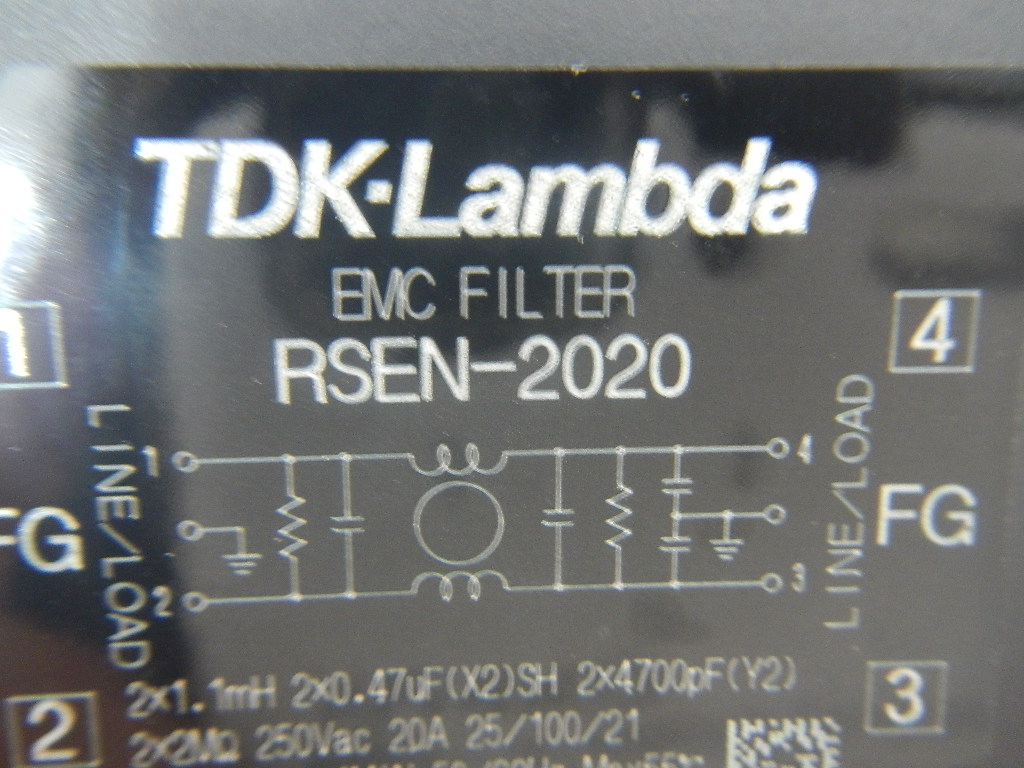 TDK·Lambda
EMC FILTER
RSEN-2020
1
4
LINE/LOAD
1
4
LINE/LOAD
FG
FG
2
3
2x1.1mH 2x0.47uF(X2)SH 2x4700pF(Y2)
2
3
2x2MΩ 250Vac 20A 25/100/21